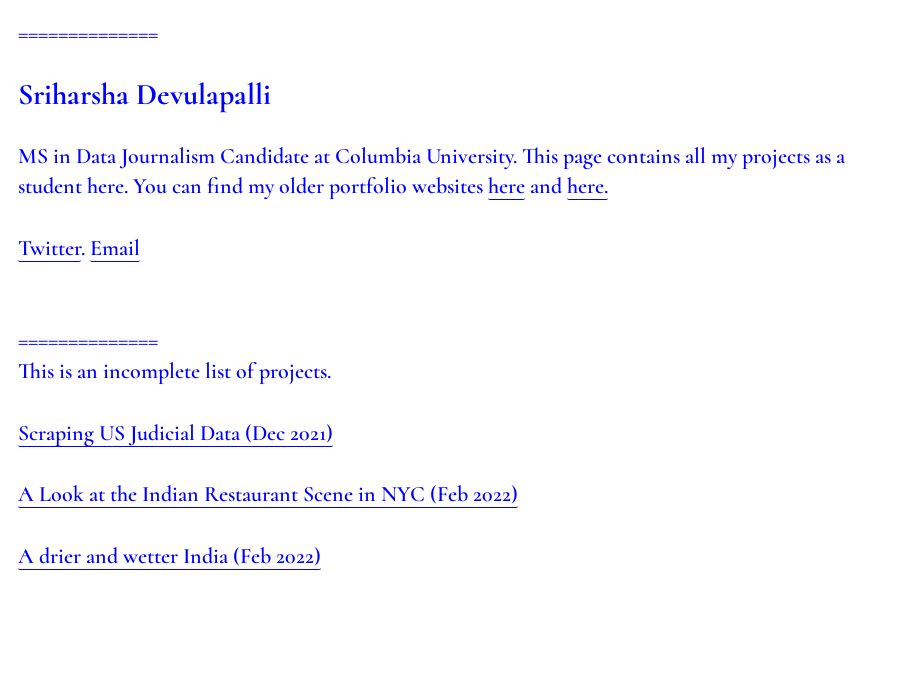 ==============
Sriharsha Devulapalli
MS in Data Journalism Candidate at Columbia University. This page contains all my projects as a
student here. You can find my older portfolio websites here and here.
Twitter. Email
==============
This is an incomplete list of projects.
Scraping US Judicial Data (Dec 2021)
A Look at the Indian Restaurant Scene in NYC (Feb 2022)
A drier and wetter India (Feb 2022)